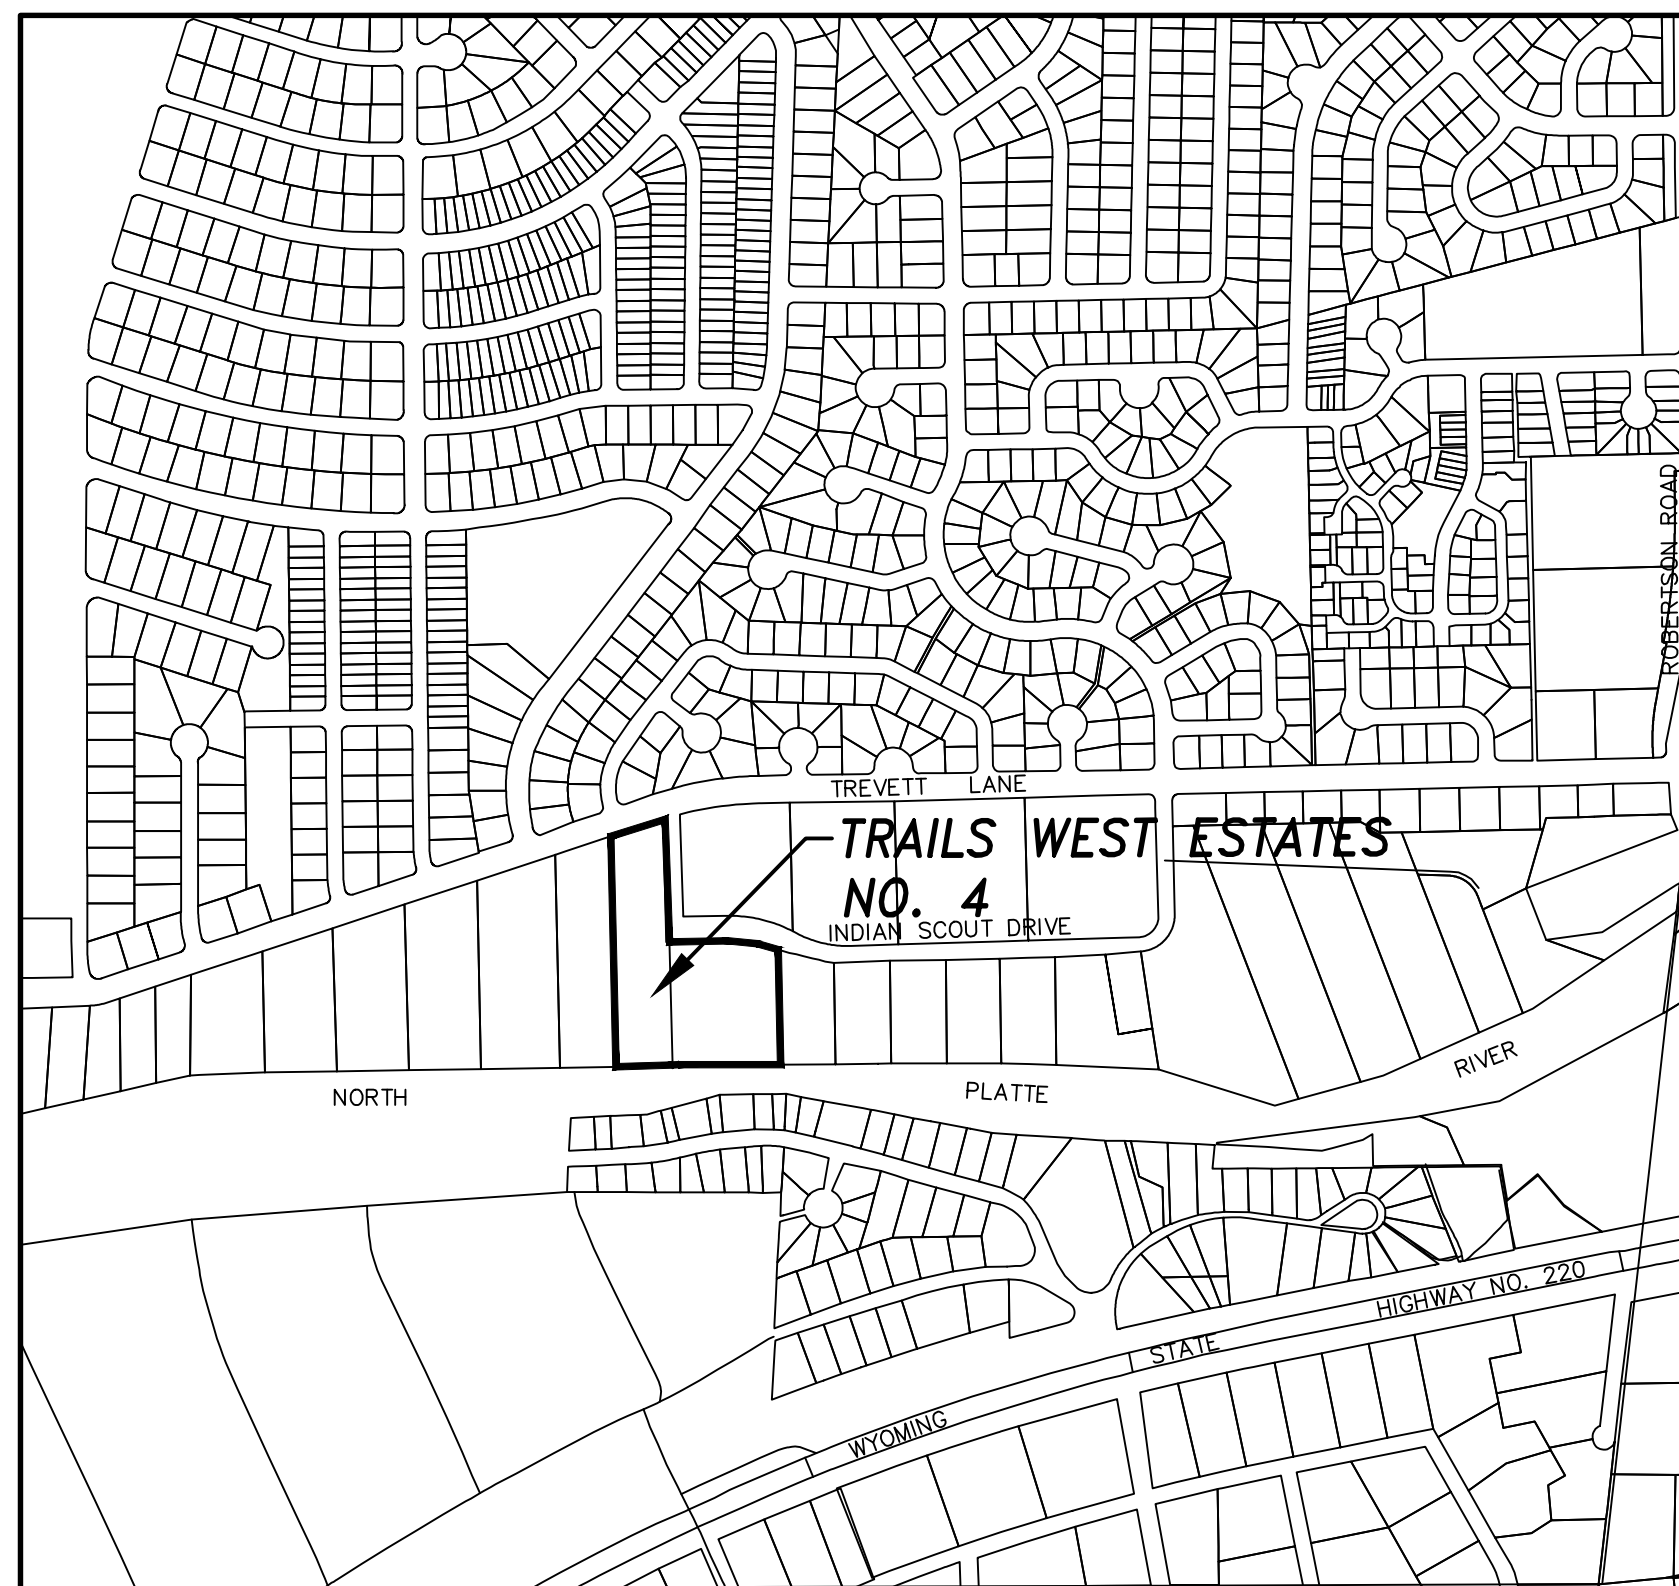 ROBERTSON ROAD
TREVETT LANE
TRAILS WEST ESTATES
NO. 4
INDIAN SCOUT DRIVE
NORTH PLATTE RIVER
WYOMING STATE HIGHWAY NO. 220